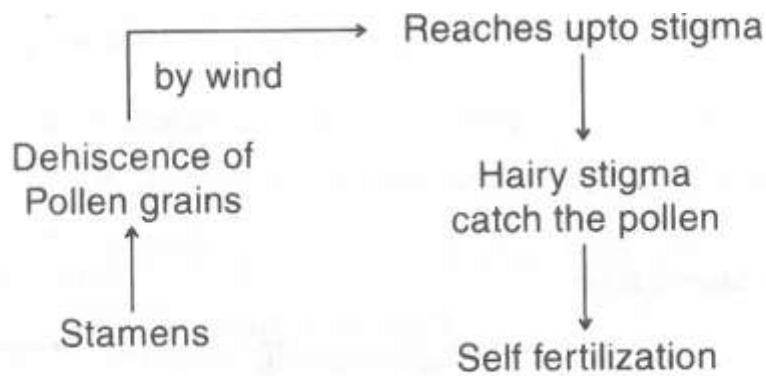 Stamens
Dehiscence of
Pollen grains
by wind
Reaches upto stigma
Hairy stigma
catch the pollen
Self fertilization